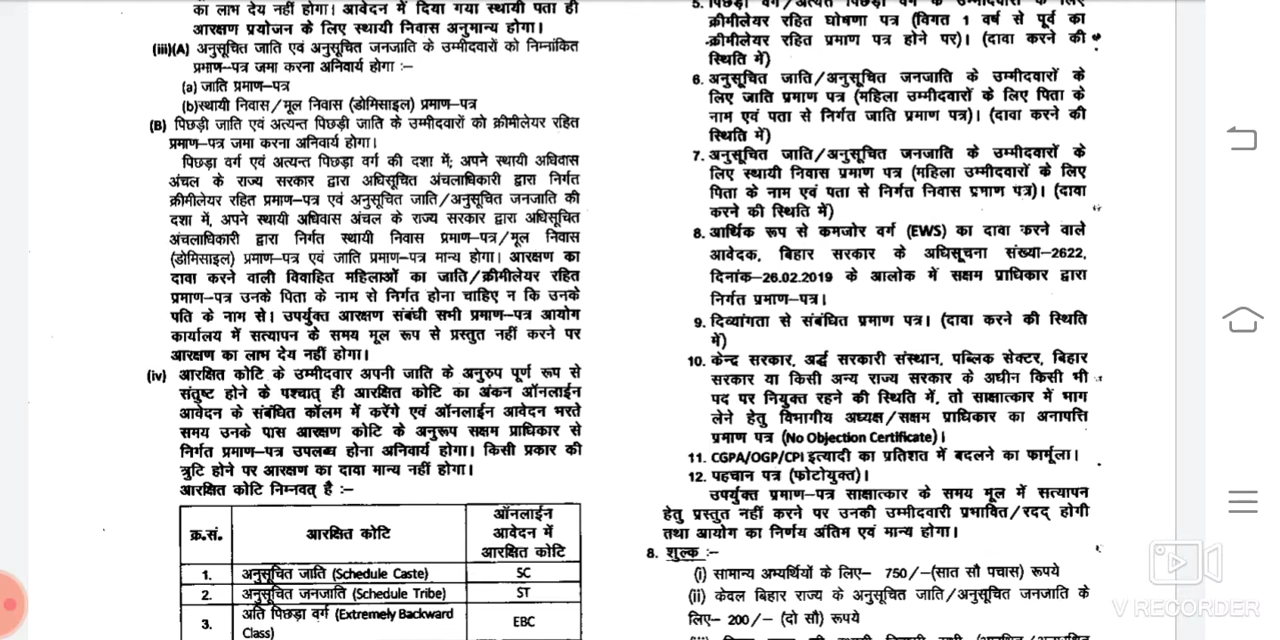 का लाभ देय नहीं होगा। आवेदन में दिया गया स्थायी पता ही
आरक्षण प्रयोजन के लिए स्थायी निवास अनुमान्य होगा।
(iii)(A) अनुसूचित जाति एवं अनुसूचित जनजाति के उम्मीदवारों को निम्नांकित
प्रमाण–पत्र जमा करना अनिवार्य होगा :–
(a) जाति प्रमाण–पत्र
(b)स्थायी निवास/मूल निवास (डोमिसाइल) प्रमाण–पत्र
(B) पिछड़ी जाति एवं अत्यन्त पिछड़ी जाति के उम्मीदवारों को क्रीमीलेयर रहित
प्रमाण–पत्र जमा करना अनिवार्य होगा।
पिछड़ा वर्ग एवं अत्यन्त पिछड़ा वर्ग की दशा में; अपने स्थायी अधिवास
अंचल के राज्य सरकार द्वारा अधिसूचित अंचलाधिकारी द्वारा निर्गत
क्रीमीलेयर रहित प्रमाण–पत्र एवं अनुसूचित जाति/अनुसूचित जनजाति की
दशा में, अपने स्थायी अधिवास अंचल के राज्य सरकार द्वारा अधिसूचित
अंचलाधिकारी द्वारा निर्गत स्थायी निवास प्रमाण–पत्र/मूल निवास
(डोमिसाइल) प्रमाण–पत्र एवं जाति प्रमाण–पत्र मान्य होगा। आरक्षण का
दावा करने वाली विवाहित महिलाओं का जाति/क्रीमीलेयर रहित
प्रमाण–पत्र उनके पिता के नाम से निर्गत होना चाहिए न कि उनके
पति के नाम से। उपर्युक्त आरक्षण संबंघी सभी प्रमाण–पत्र आयोग
कार्यालय में सत्यापन के समय मूल रूप से प्रस्तुत नहीं करने पर
आरक्षण का लाभ देय नहीं होगा।
(iv) आरक्षित कोटि के उम्मीदवार अपनी जाति के अनुरुप पूर्ण रूप से
संतुष्ट होने के पश्चात् ही आरक्षित कोटि का अंकन ऑनलाईन
आवेदन के संबंधित कॉलम में करेंगे एवं ऑनलाईन आवेदन भरते
समय उनके पास आरक्षण कोटि के अनुरूप सक्षम प्राधिकार से
निर्गत प्रमाण–पत्र उपलब्ध होना अनिवार्य होगा। किसी प्रकार की
त्रुटि होने पर आरक्षण का दावा मान्य नहीं होगा।
आरक्षित कोटि निम्नवत् है :–
क्र.सं. आरक्षित कोटि ऑनलाईन आवेदन में आरक्षित कोटि
1. अनुसूचित जाति (Schedule Caste) SC
2. अनुसूचित जनजाति (Schedule Tribe) ST
3. अति पिछड़ा वर्ग (Extremely Backward Class) EBC
5. पिछड़ा वर्ग/अत्यंत पिछड़ा वर्ग के उम्मीदवारों के लिए
क्रीमीलेयर रहित घोषणा पत्र (विगत 1 वर्ष से पूर्व का
क्रीमीलेयर रहित प्रमाण पत्र होने पर)। (दावा करने की
स्थिति में)
6. अनुसूचित जाति/अनुसूचित जनजाति के उम्मीदवारों के
लिए जाति प्रमाण पत्र (महिला उम्मीदवारों के लिए पिता के
नाम एवं पता से निर्गत जाति प्रमाण पत्र)। (दावा करने की
स्थिति में)
7. अनुसूचित जाति/अनुसूचित जनजाति के उम्मीदवारों के
लिए स्थायी निवास प्रमाण पत्र (महिला उम्मीदवारों के लिए
पिता के नाम एवं पता से निर्गत निवास प्रमाण पत्र)। (दावा
करने की स्थिति में)
8. आर्थिक रूप से कमजोर वर्ग (EWS) का दावा करने वाले
आवेदक, बिहार सरकार के अधिसूचना संख्या–2622,
दिनांक–26.02.2019 के आलोक में सक्षम प्राधिकार द्वारा
निर्गत प्रमाण–पत्र।
9. दिव्यांगता से संबंधित प्रमाण पत्र। (दावा करने की स्थिति
में)
10. केन्द्र सरकार, अर्द्ध सरकारी संस्थान, पब्लिक सेक्टर, बिहार
सरकार या किसी अन्य राज्य सरकार के अधीन किसी भी
पद पर नियुक्त रहने की स्थिति में, तो साक्षात्कार में भाग
लेने हेतु विभागीय अध्यक्ष/सक्षम प्राधिकार का अनापत्ति
प्रमाण पत्र (No Objection Certificate)।
11. CGPA/OGP/CPI इत्यादी का प्रतिशत में बदलने का फार्मूला।
12. पहचान पत्र (फोटोयुक्त)।
उपर्युक्त प्रमाण–पत्र साक्षात्कार के समय मूल में सत्यापन
हेतु प्रस्तुत नहीं करने पर उनकी उम्मीदवारी प्रभावित/रदद् होगी
तथा आयोग का निर्णय अंतिम एवं मान्य होगा।
8. शुल्क :–
(i) सामान्य अभ्यर्थियों के लिए– 750/–(सात सौ पचास) रूपये
(ii) केवल बिहार राज्य के अनुसूचित जाति/अनुसूचित जनजाति के
लिए– 200/– (दो सौ) रूपये
V RECORDER